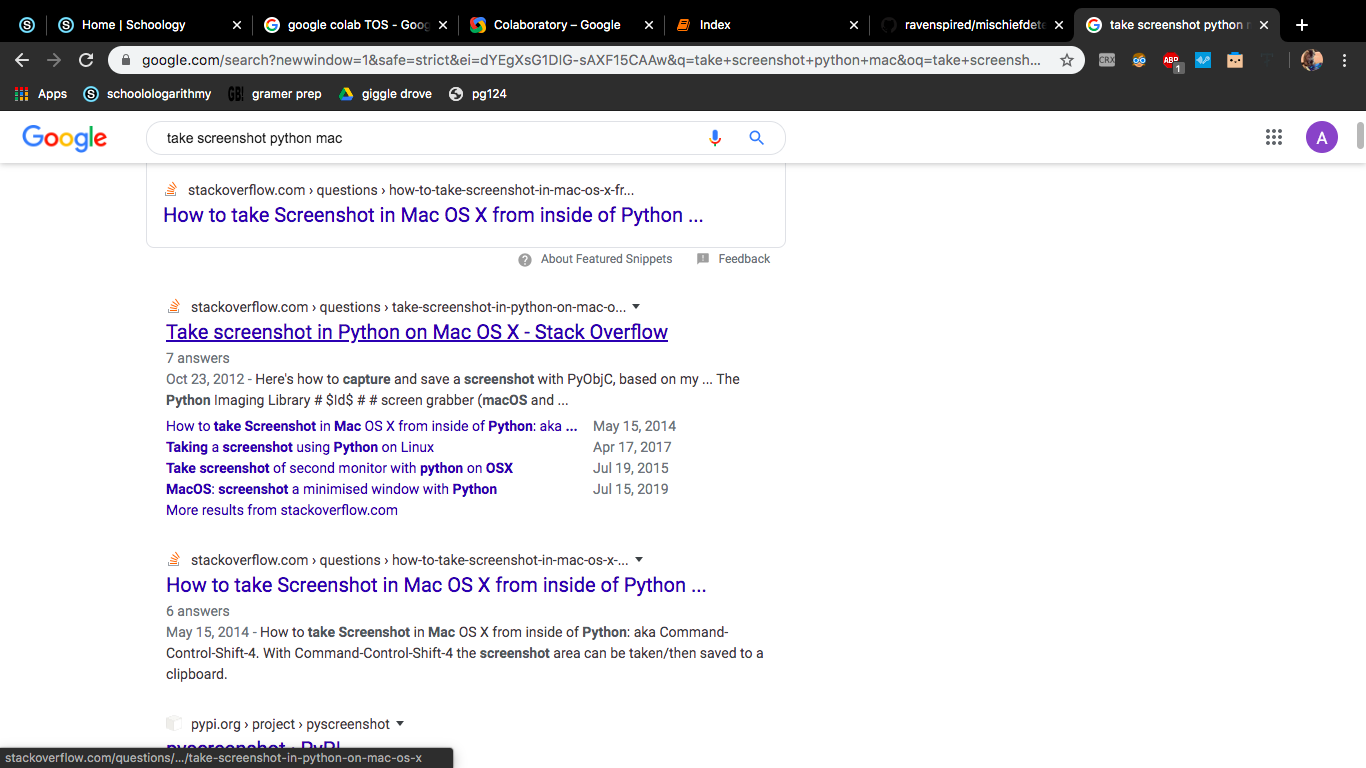 Home | Schoology
google colab TOS - Goog
Colaboratory – Google
Index
ravenspired/mischiefdete
take screenshot python m
google.com/search?newwindow=1&safe=strict&ei=dYEgXsG1DIG-sAXF15CAAw&q=take+screenshot+python+mac&oq=take+screensh...
CRX
ABP
1
Apps
schoolologarithmy
GB!
gramer prep
giggle drove
pg124
Google
take screenshot python mac
A
stackoverflow.com › questions › how-to-take-screenshot-in-mac-os-x-fr...
How to take Screenshot in Mac OS X from inside of Python ...
About Featured Snippets
Feedback
stackoverflow.com › questions › take-screenshot-in-python-on-mac-o...
Take screenshot in Python on Mac OS X - Stack Overflow
7 answers
Oct 23, 2012 - Here's how to capture and save a screenshot with PyObjC, based on my ... The
Python Imaging Library # $Id$ # # screen grabber (macOS and ...
How to take Screenshot in Mac OS X from inside of Python: aka ... May 15, 2014
Taking a screenshot using Python on Linux Apr 17, 2017
Take screenshot of second monitor with python on OSX Jul 19, 2015
MacOS: screenshot a minimised window with Python Jul 15, 2019
More results from stackoverflow.com
stackoverflow.com › questions › how-to-take-screenshot-in-mac-os-x-...
How to take Screenshot in Mac OS X from inside of Python ...
6 answers
May 15, 2014 - How to take Screenshot in Mac OS X from inside of Python: aka Command-
Control-Shift-4. With Command-Control-Shift-4 the screenshot area can be taken/then saved to a
clipboard.
pypi.org › project › pyscreenshot
pyscreenshot · PyPI
stackoverflow.com/questions/.../take-screenshot-in-python-on-mac-os-x